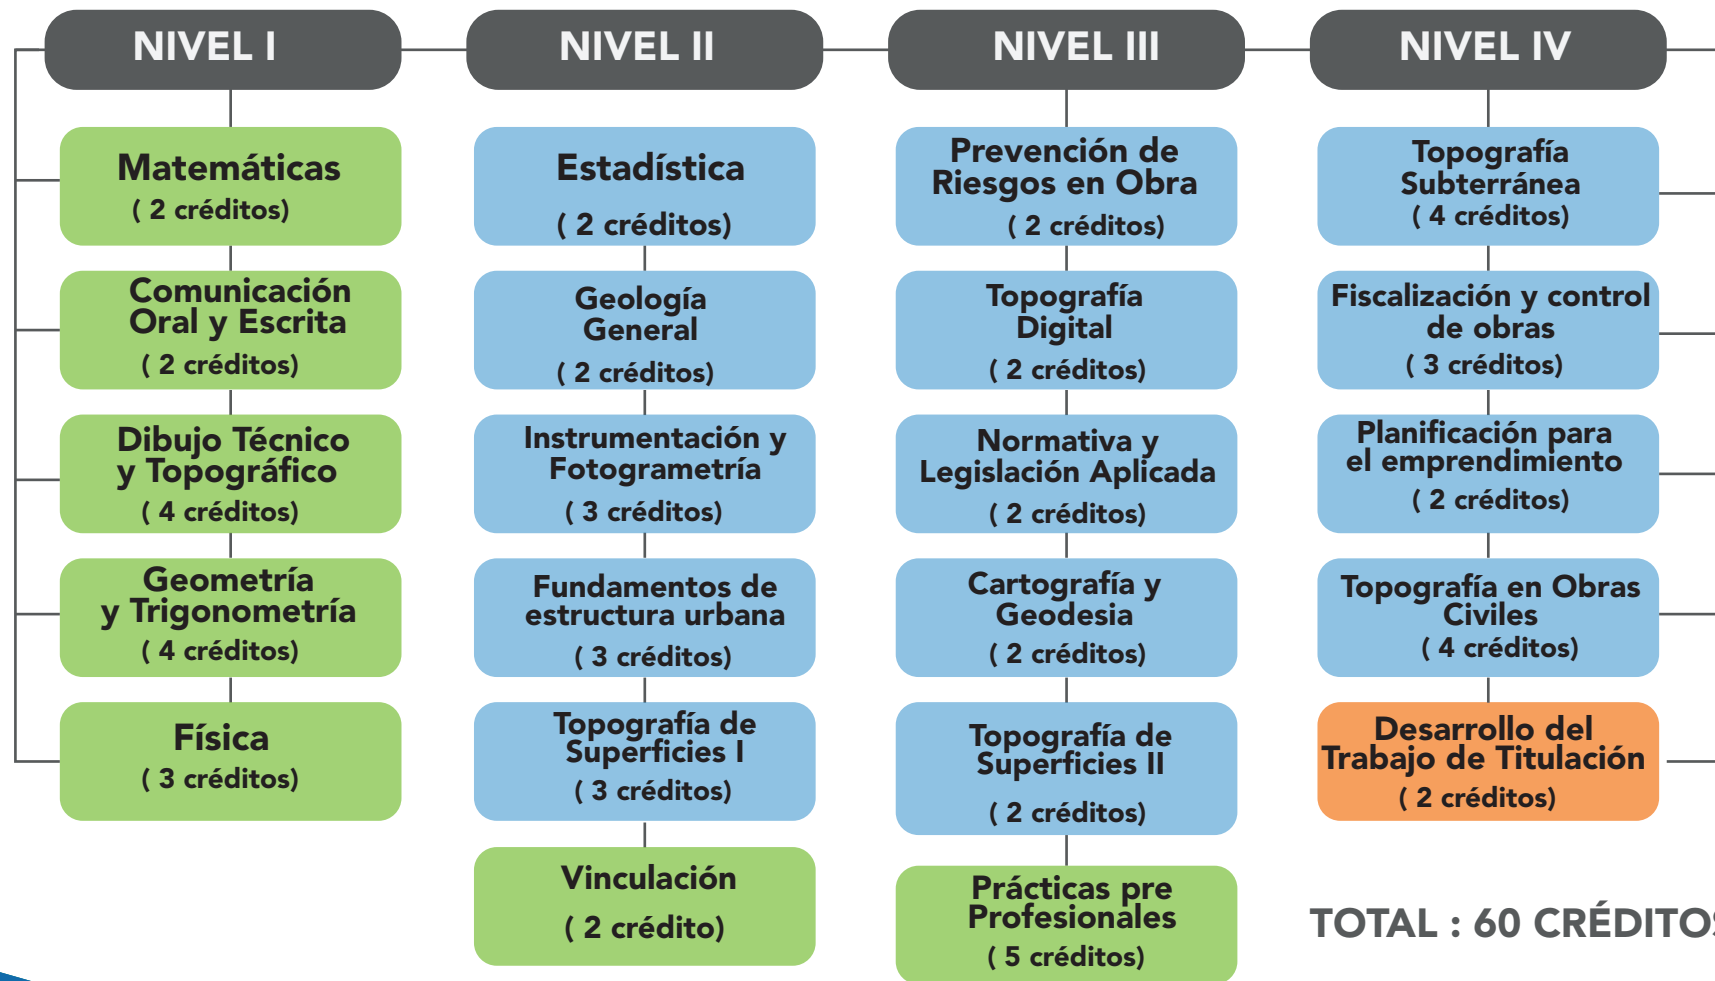 NIVEL I
Matemáticas
( 2 créditos)
Comunicación
Oral y Escrita
( 2 créditos)
Dibujo Técnico
y Topográfico
( 4 créditos)
Geometría
y Trigonometría
( 4 créditos)
Física
( 3 créditos)
NIVEL II
Estadística
( 2 créditos)
Geología
General
( 2 créditos)
Instrumentación y
Fotogrametría
( 3 créditos)
Fundamentos de
estructura urbana
( 3 créditos)
Topografía de
Superficies I
( 3 créditos)
Vinculación
( 2 crédito)
NIVEL III
Prevención de
Riesgos en Obra
( 2 créditos)
Topografía
Digital
( 2 créditos)
Normativa y
Legislación Aplicada
( 2 créditos)
Cartografía y
Geodesia
( 2 créditos)
Topografía de
Superficies II
( 2 créditos)
Prácticas pre
Profesionales
( 5 créditos)
NIVEL IV
Topografía
Subterránea
( 4 créditos)
Fiscalización y control
de obras
( 3 créditos)
Planificación para
el emprendimiento
( 2 créditos)
Topografía en Obras
Civiles
( 4 créditos)
Desarrollo del
Trabajo de Titulación
( 2 créditos)
TOTAL : 60 CRÉDITOS